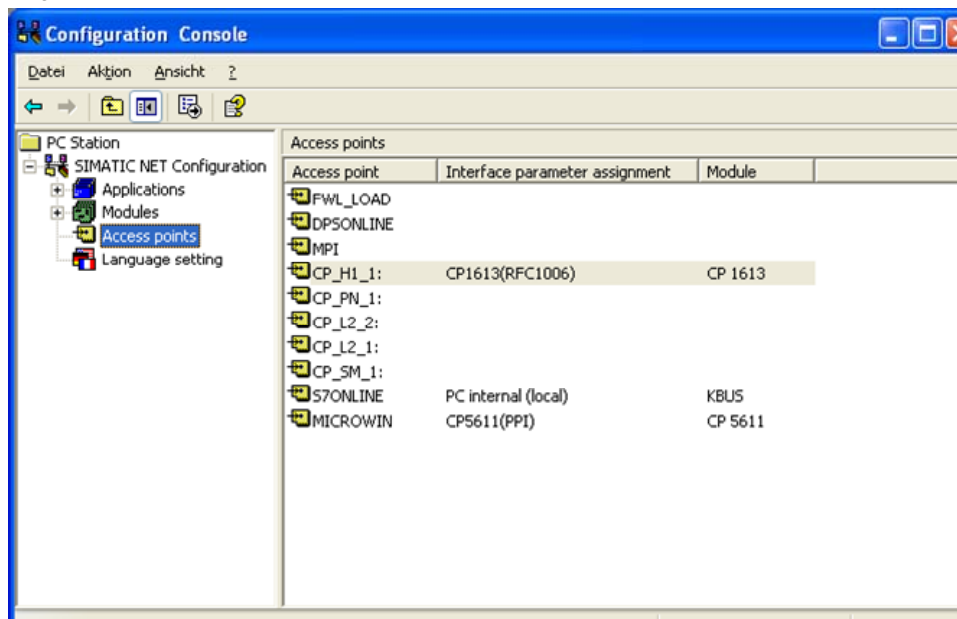 Configuration Console
Datei Aktion Ansicht ?
PC Station
SIMATIC NET Configuration
Applications
Modules
Access points
Language setting
Access points
Access point Interface parameter assignment Module
FWL_LOAD
DPSONLINE
MPI
CP_H1_1: CP1613(RFC1006) CP 1613
CP_PN_1:
CP_L2_2:
CP_L2_1:
CP_SM_1:
S7ONLINE PC internal (local) KBUS
MICROWIN CP5611(PPI) CP 5611